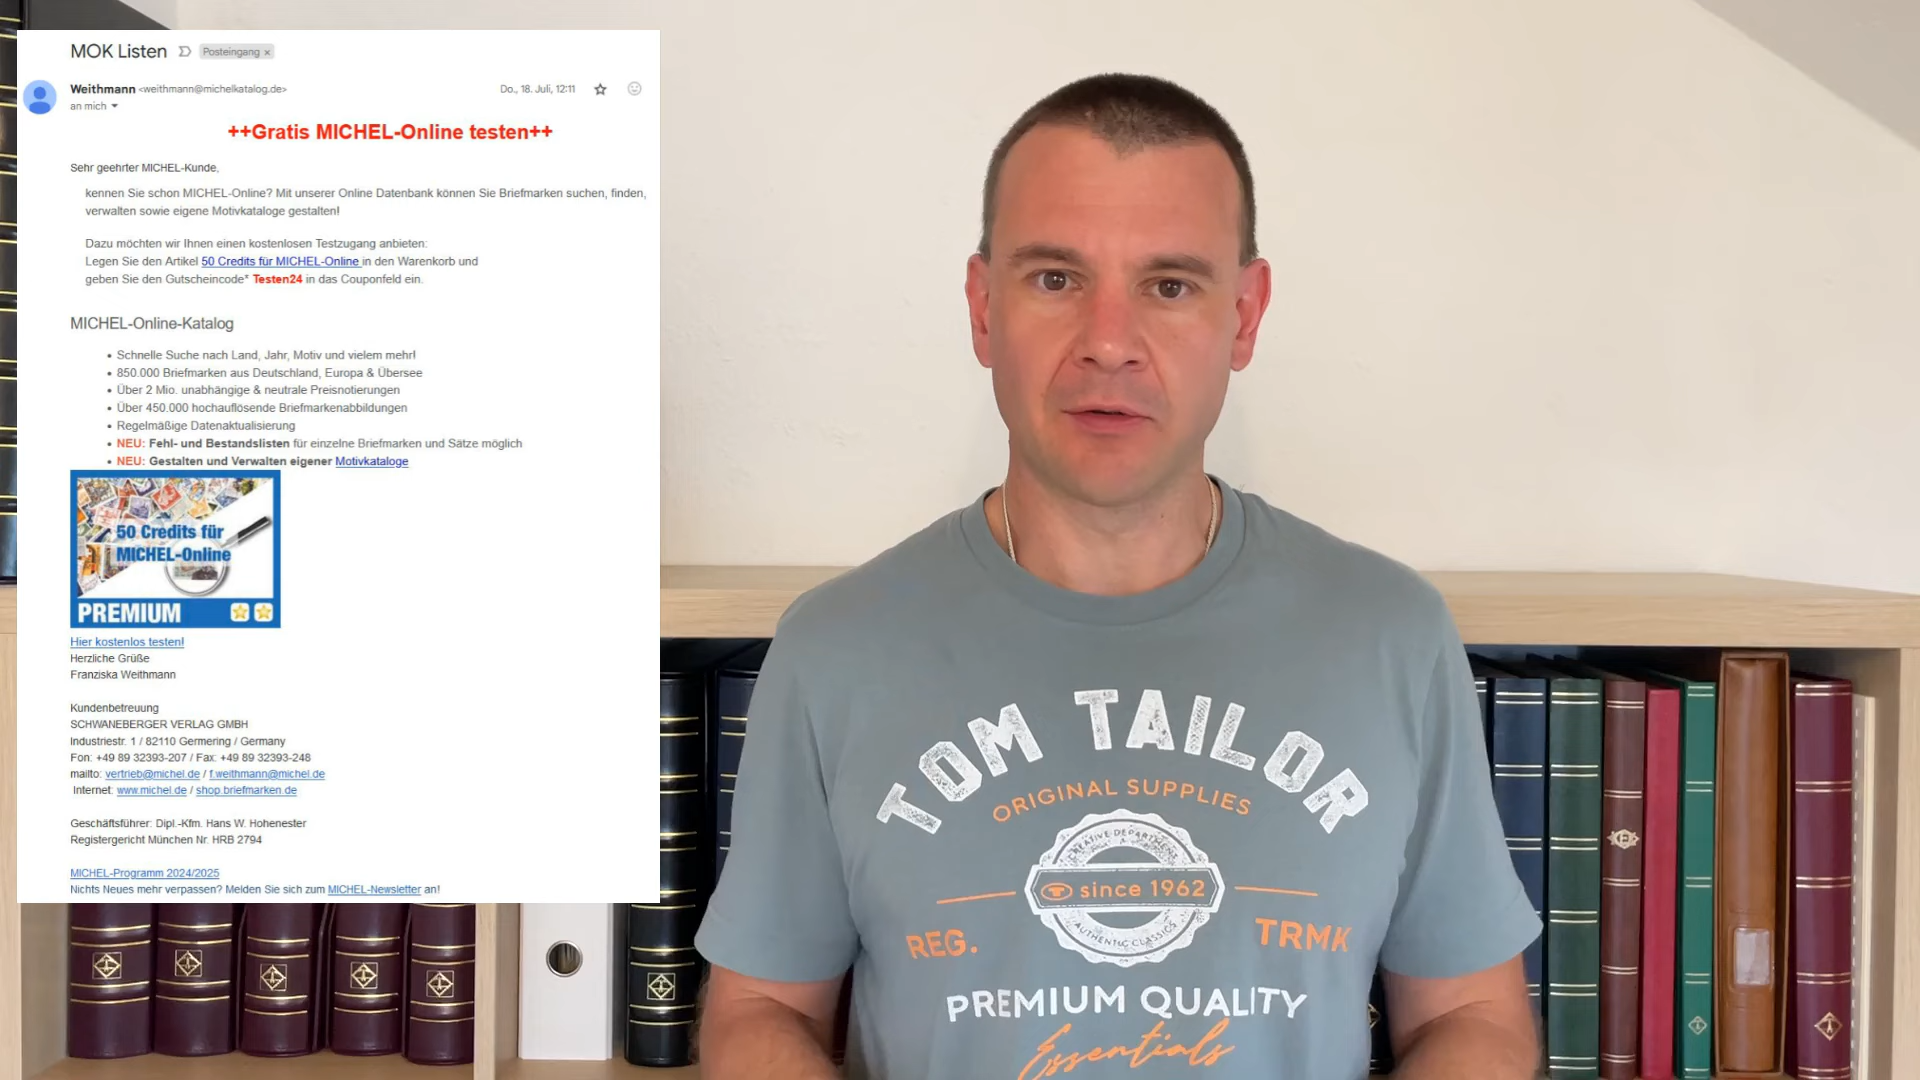 MOK Listen
Posteingang ×
Weithmann <weithmann@michelkatalog.de>
Do., 18. Juli, 12:11
an mich
++Gratis MICHEL-Online testen++
Sehr geehrter MICHEL-Kunde,
kennen Sie schon MICHEL-Online? Mit unserer Online Datenbank können Sie Briefmarken suchen, finden,
verwalten sowie eigene Motivkataloge gestalten!
Dazu möchten wir Ihnen einen kostenlosen Testzugang anbieten:
Legen Sie den Artikel 50 Credits für MICHEL-Online in den Warenkorb und
geben Sie den Gutscheincode* Testen24 in das Couponfeld ein.
MICHEL-Online-Katalog
• Schnelle Suche nach Land, Jahr, Motiv und vielem mehr!
• 850.000 Briefmarken aus Deutschland, Europa & Übersee
• Über 2 Mio. unabhängige & neutrale Preisnotierungen
• Über 450.000 hochauflösende Briefmarkenabbildungen
• Regelmäßige Datenaktualisierung
• NEU: Fehl- und Bestandslisten für einzelne Briefmarken und Sätze möglich
• NEU: Gestalten und Verwalten eigener Motivkataloge
50 Credits für
MICHEL-Online
PREMIUM
Hier kostenlos testen!
Herzliche Grüße
Franziska Weithmann
Kundenbetreuung
SCHWANEBERGER VERLAG GMBH
Industriestr. 1 / 82110 Germering / Germany
Fon: +49 89 32393-207 / Fax: +49 89 32393-248
mailto: vertrieb@michel.de / f.weithmann@michel.de
Internet: www.michel.de / shop.briefmarken.de
Geschäftsführer: Dipl.-Kfm. Hans W. Hohenester
Registergericht München Nr. HRB 2794
MICHEL-Programm 2024/2025
Nichts Neues mehr verpassen? Melden Sie sich zum MICHEL-Newsletter an!
TOM TAILOR
ORIGINAL SUPPLIES
CREATIVE DEPARTMENT
since 1962
AUTHENTIC CLASSICS
REG. TRMK
PREMIUM QUALITY
Essentials